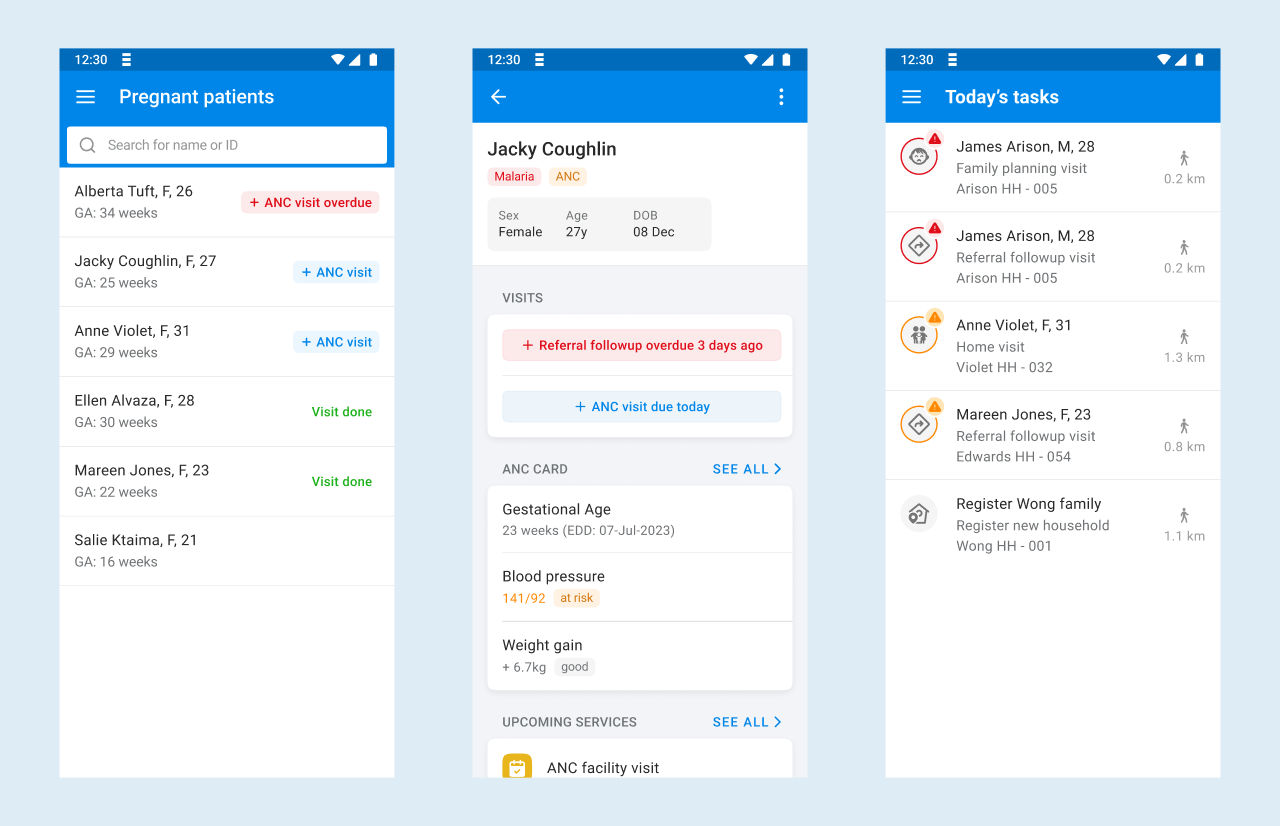 12:30
Pregnant patients
Search for name or ID
Alberta Tuft, F, 26
GA: 34 weeks
+ ANC visit overdue
Jacky Coughlin, F, 27
GA: 25 weeks
+ ANC visit
Anne Violet, F, 31
GA: 29 weeks
+ ANC visit
Ellen Alvaza, F, 28
GA: 30 weeks
Visit done
Mareen Jones, F, 23
GA: 22 weeks
Visit done
Salie Ktaima, F, 21
GA: 16 weeks
12:30
Jacky Coughlin
Malaria ANC
Sex Age DOB
Female 27y 08 Dec
VISITS
+ Referral followup overdue 3 days ago
+ ANC visit due today
ANC CARD SEE ALL
Gestational Age
23 weeks (EDD: 07-Jul-2023)
Blood pressure
141/92 at risk
Weight gain
+ 6.7kg good
UPCOMING SERVICES SEE ALL
ANC facility visit
12:30
Today’s tasks
James Arison, M, 28
Family planning visit
Arison HH - 005
0.2 km
James Arison, M, 28
Referral followup visit
Arison HH - 005
0.2 km
Anne Violet, F, 31
Home visit
Violet HH - 032
1.3 km
Mareen Jones, F, 23
Referral followup visit
Edwards HH - 054
0.8 km
Register Wong family
Register new household
Wong HH - 001
1.1 km